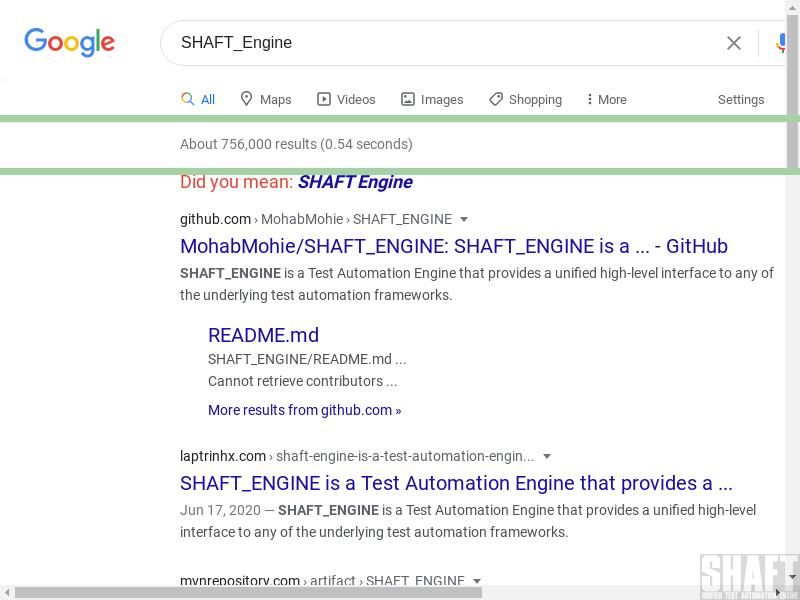 Google
SHAFT_Engine
All Maps Videos Images Shopping More Settings
About 756,000 results (0.54 seconds)
Did you mean: SHAFT Engine
github.com › MohabMohie › SHAFT_ENGINE
MohabMohie/SHAFT_ENGINE: SHAFT_ENGINE is a ... - GitHub
SHAFT_ENGINE is a Test Automation Engine that provides a unified high-level interface to any of
the underlying test automation frameworks.
README.md
SHAFT_ENGINE/README.md ...
Cannot retrieve contributors ...
More results from github.com »
laptrinhx.com › shaft-engine-is-a-test-automation-engin...
SHAFT_ENGINE is a Test Automation Engine that provides a ...
Jun 17, 2020 — SHAFT_ENGINE is a Test Automation Engine that provides a unified high-level
interface to any of the underlying test automation frameworks.
mvnrepository.com › artifact › SHAFT_ENGINE
SHAFT
UNIFIED TEST AUTOMATION ENGINE